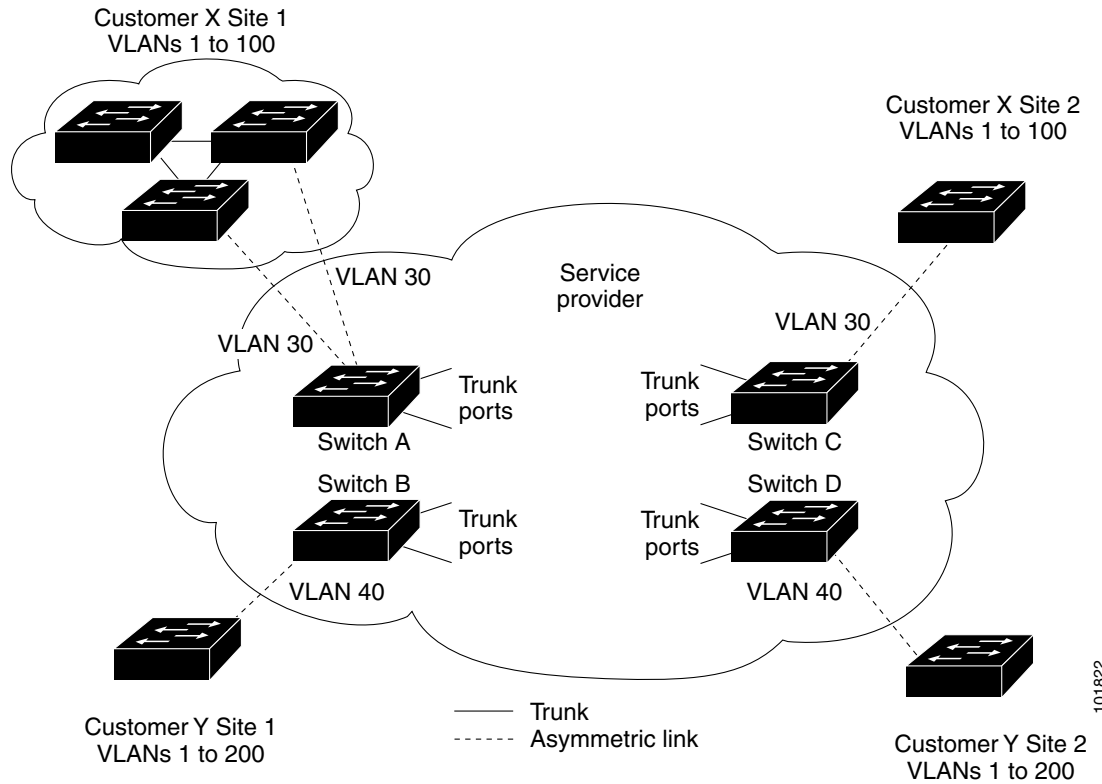 Customer X Site 1
VLANs 1 to 100
Customer X Site 2
VLANs 1 to 100
VLAN 30
Service
provider
VLAN 30
VLAN 30
Trunk
ports
Trunk
ports
Switch A
Switch C
Switch B
Switch D
Trunk
ports
Trunk
ports
VLAN 40
VLAN 40
Customer Y Site 1
VLANs 1 to 200
Trunk
Asymmetric link
Customer Y Site 2
VLANs 1 to 200
101822